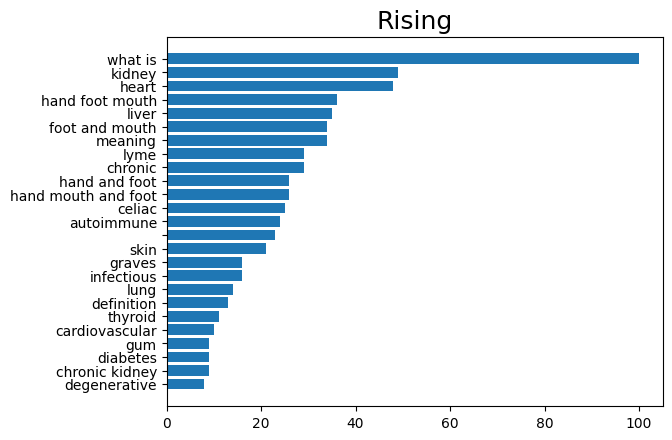 Rising
what is
kidney
heart
hand foot mouth
liver
foot and mouth
meaning
lyme
chronic
hand and foot
hand mouth and foot
celiac
autoimmune
skin
graves
infectious
lung
definition
thyroid
cardiovascular
gum
diabetes
chronic kidney
degenerative
0 20 40 60 80 100